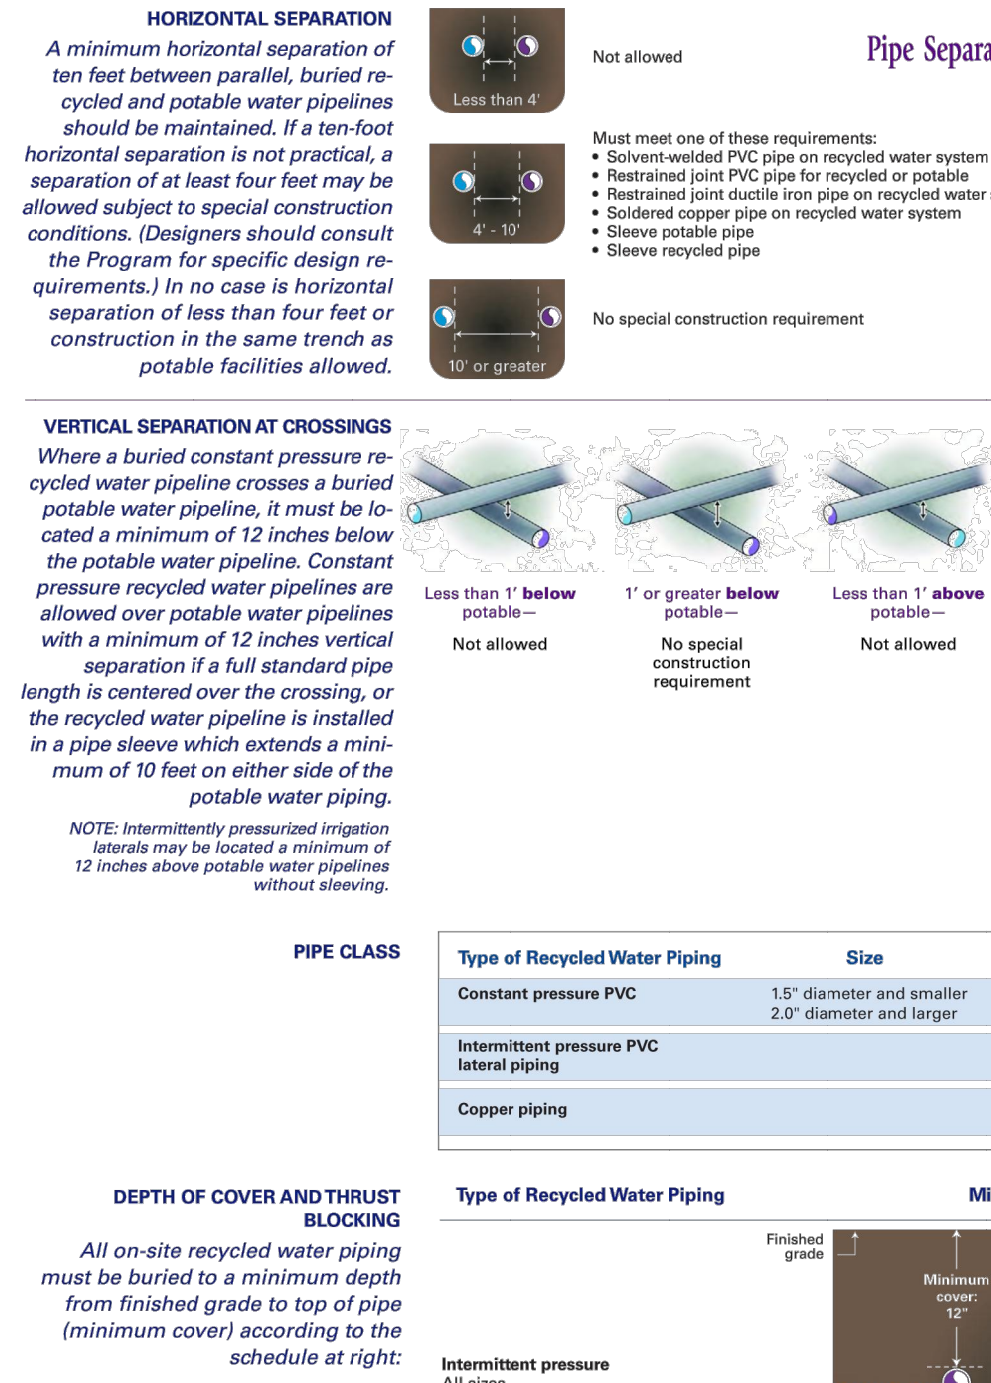 HORIZONTAL SEPARATION
A minimum horizontal separation of
ten feet between parallel, buried re-
cycled and potable water pipelines
should be maintained. If a ten-foot
horizontal separation is not practical, a
separation of at least four feet may be
allowed subject to special construction
conditions. (Designers should consult
the Program for specific design re-
quirements.) In no case is horizontal
separation of less than four feet or
construction in the same trench as
potable facilities allowed.
Pipe Separa
Less than 4'
Not allowed
4' - 10'
Must meet one of these requirements:
• Solvent-welded PVC pipe on recycled water system
• Restrained joint PVC pipe for recycled or potable
• Restrained joint ductile iron pipe on recycled water
• Soldered copper pipe on recycled water system
• Sleeve potable pipe
• Sleeve recycled pipe
10' or greater
No special construction requirement
VERTICAL SEPARATION AT CROSSINGS
Where a buried constant pressure re-
cycled water pipeline crosses a buried
potable water pipeline, it must be lo-
cated a minimum of 12 inches below
the potable water pipeline. Constant
pressure recycled water pipelines are
allowed over potable water pipelines
with a minimum of 12 inches vertical
separation if a full standard pipe
length is centered over the crossing, or
the recycled water pipeline is installed
in a pipe sleeve which extends a mini-
mum of 10 feet on either side of the
potable water piping.
NOTE: Intermittently pressurized irrigation
laterals may be located a minimum of
12 inches above potable water pipelines
without sleeving.
Less than 1' below
potable—
Not allowed
1' or greater below
potable—
No special
construction
requirement
Less than 1' above
potable—
Not allowed
PIPE CLASS
Type of Recycled Water Piping Size
Constant pressure PVC 1.5" diameter and smaller
2.0" diameter and larger
Intermittent pressure PVC
lateral piping
Copper piping
DEPTH OF COVER AND THRUST
BLOCKING
All on-site recycled water piping
must be buried to a minimum depth
from finished grade to top of pipe
(minimum cover) according to the
schedule at right:
Type of Recycled Water Piping Mi
Finished
grade
Minimum
cover:
12"
Intermittent pressure
All sizes